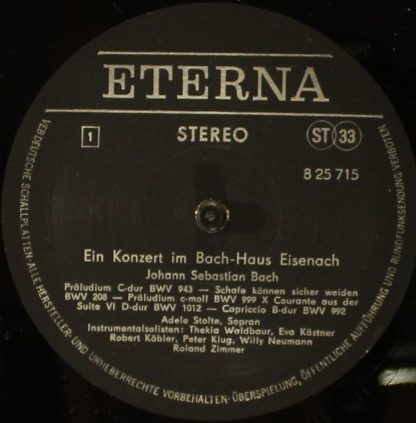 ETERNA
1
STEREO
ST 33
8 25 715
Ein Konzert im Bach-Haus Eisenach
Johann Sebastian Bach
Präludium C-dur BWV 943 — Schafe können sicher weiden
BWV 208 — Präludium c-moll BWV 999 X Courante aus der
Suite VI D-dur BWV 1012 — Capriccio B-dur BWV 992
Adele Stolte, Sopran
Instrumentalsolisten: Thekla Waldbaur, Eva Kästner
Robert Köbler, Peter Klug, Willy Neumann
Roland Zimmer
VEB DEUTSCHE SCHALLPLATTEN-ALLE HERSTELLER- UND URHEBERRECHTE VORBEHALTEN-ÜBERSPIELUNG, ÖFFENTLICHE AUFFÜHRUNG UND RUNDFUNKSENDUNG VERBOTEN